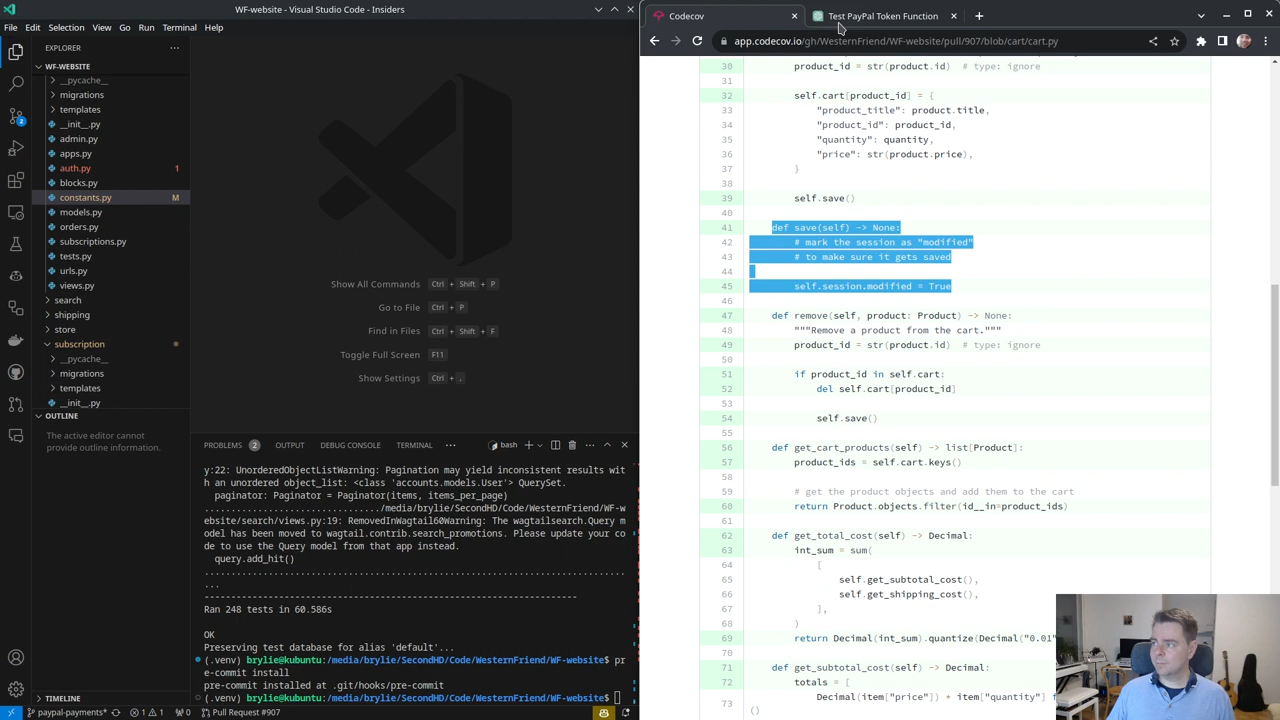 WF-website - Visual Studio Code - Insiders
File Edit Selection View Go Run Terminal Help
EXPLORER
WF-WEBSITE
__pycache__
migrations
templates
__init__.py
admin.py
apps.py
auth.py 1
blocks.py
constants.py M
models.py
orders.py
subscriptions.py
tests.py
urls.py
views.py
search
shipping
store
subscription
__pycache__
migrations
templates
__init__.py
OUTLINE
The active editor cannot
provide outline information.
TIMELINE
Show All Commands Ctrl + Shift + P
Go to File Ctrl + P
Find in Files Ctrl + Shift + F
Toggle Full Screen F11
Show Settings Ctrl + ,
PROBLEMS 2 OUTPUT DEBUG CONSOLE TERMINAL bash
y:22: UnorderedObjectListWarning: Pagination may yield inconsistent results wit
h an unordered object_list: <class 'accounts.models.User'> QuerySet.
paginator: Paginator = Paginator(items, items_per_page)
................................/media/brylie/SecondHD/Code/WesternFriend/WF-w
ebsite/search/views.py:19: RemovedInWagtail60Warning: The wagtailsearch.Query m
odel has been moved to wagtail.contrib.search_promotions. Please update your co
de to use the Query model from that app instead.
query.add_hit()
...............................................................................
...
----------------------------------------------------------------------
Ran 248 tests in 60.586s
OK
Preserving test database for alias 'default'...
(.venv) brylie@kubuntu:/media/brylie/SecondHD/Code/WesternFriend/WF-website$ pr
e-commit install
pre-commit installed at .git/hooks/pre-commit
(.venv) brylie@kubuntu:/media/brylie/SecondHD/Code/WesternFriend/WF-website$
paypal-payments* 1 1 0 Pull Request #907
Codecov Test PayPal Token Function
app.codecov.io/gh/WesternFriend/WF-website/pull/907/blob/cart/cart.py
30 product_id = str(product.id) # type: ignore
31
32 self.cart[product_id] = {
33 "product_title": product.title,
34 "product_id": product_id,
35 "quantity": quantity,
36 "price": str(product.price),
37 }
38
39 self.save()
40
41 def save(self) -> None:
42 # mark the session as "modified"
43 # to make sure it gets saved
44
45 self.session.modified = True
46
47 def remove(self, product: Product) -> None:
48 """Remove a product from the cart."""
49 product_id = str(product.id) # type: ignore
50
51 if product_id in self.cart:
52 del self.cart[product_id]
53
54 self.save()
55
56 def get_cart_products(self) -> list[Product]:
57 product_ids = self.cart.keys()
58
59 # get the product objects and add them to the cart
60 return Product.objects.filter(id__in=product_ids)
61
62 def get_total_cost(self) -> Decimal:
63 int_sum = sum(
64 [
65 self.get_subtotal_cost(),
66 self.get_shipping_cost(),
67 ],
68 )
69 return Decimal(int_sum).quantize(Decimal("0.01"
70
71 def get_subtotal_cost(self) -> Decimal:
72 totals = [
73 Decimal(item["price"]) * item["quantity"] f
()